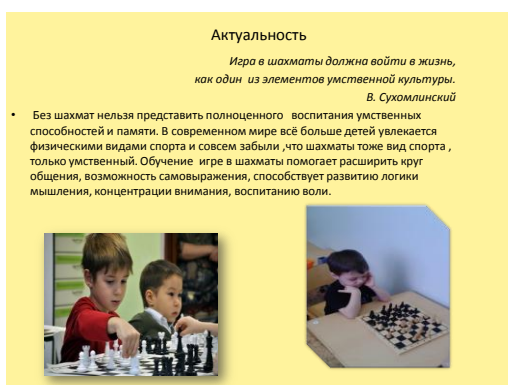 Актуальность
Игра в шахматы должна войти в жизнь,
как один из элементов умственной культуры.
В. Сухомлинский
• Без шахмат нельзя представить полноценного воспитания умственных
способностей и памяти. В современном мире всё больше детей увлекается
физическими видами спорта и совсем забыли ,что шахматы тоже вид спорта ,
только умственный. Обучение игре в шахматы помогает расширить круг
общения, возможность самовыражения, способствует развитию логики
мышления, концентрации внимания, воспитанию воли.